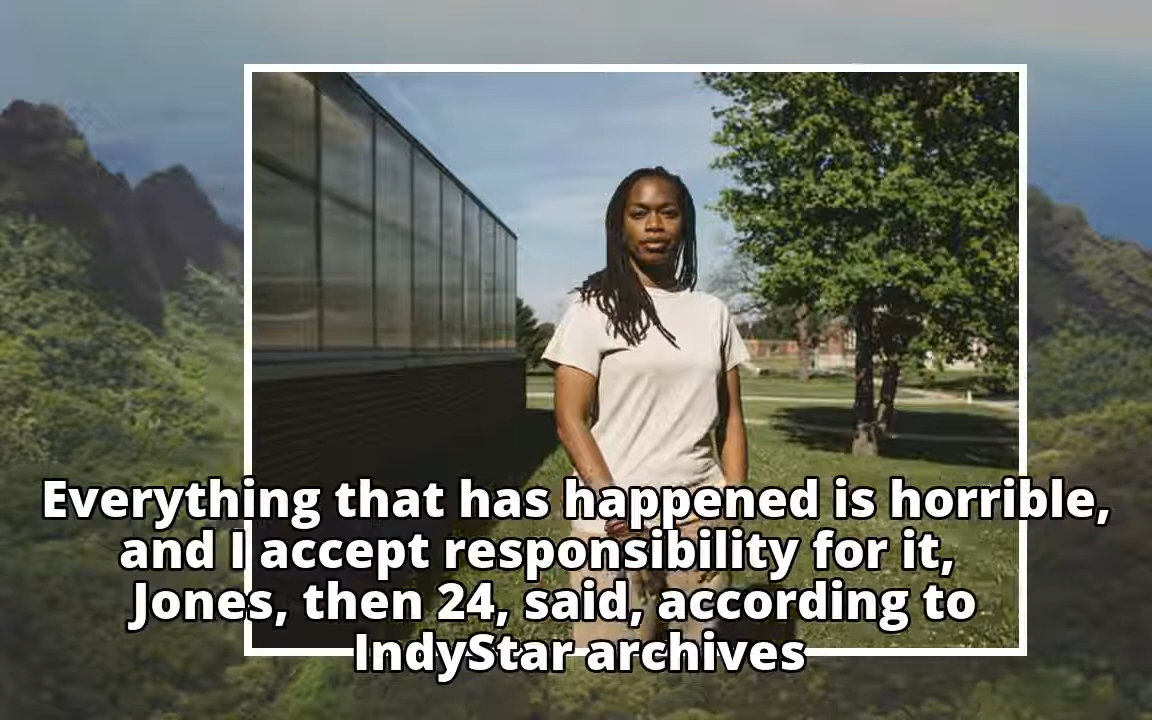 Everything that has happened is horrible,
and I accept responsibility for it,
Jones, then 24, said, according to
IndyStar archives